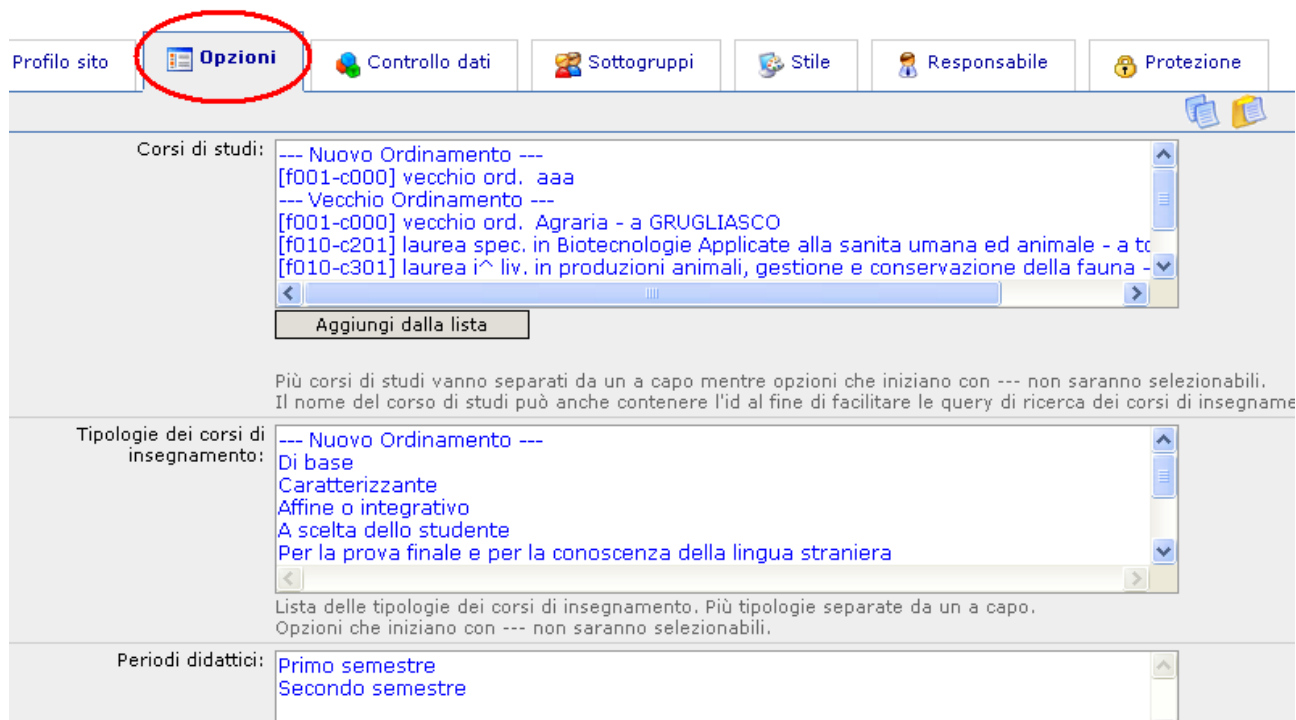 Profilo sito
Opzioni
Controllo dati
Sottogruppi
Stile
Responsabile
Protezione
Corsi di studi:
--- Nuovo Ordinamento ---
[f001-c000] vecchio ord.  aaa
--- Vecchio Ordinamento ---
[f001-c000] vecchio ord.  Agraria - a GRUGLIASCO
[f010-c201] laurea spec. in Biotecnologie Applicate alla sanita umana ed animale - a to
[f010-c301] laurea i^ liv. in produzioni animali, gestione e conservazione della fauna -
Aggiungi dalla lista
Più corsi di studi vanno separati da un a capo mentre opzioni che iniziano con --- non saranno selezionabili.
Il nome del corso di studi può anche contenere l'id al fine di facilitare le query di ricerca dei corsi di insegname
Tipologie dei corsi di
insegnamento:
--- Nuovo Ordinamento ---
Di base
Caratterizzante
Affine o integrativo
A scelta dello studente
Per la prova finale e per la conoscenza della lingua straniera
Lista delle tipologie dei corsi di insegnamento. Più tipologie separate da un a capo.
Opzioni che iniziano con --- non saranno selezionabili.
Periodi didattici:
Primo semestre
Secondo semestre